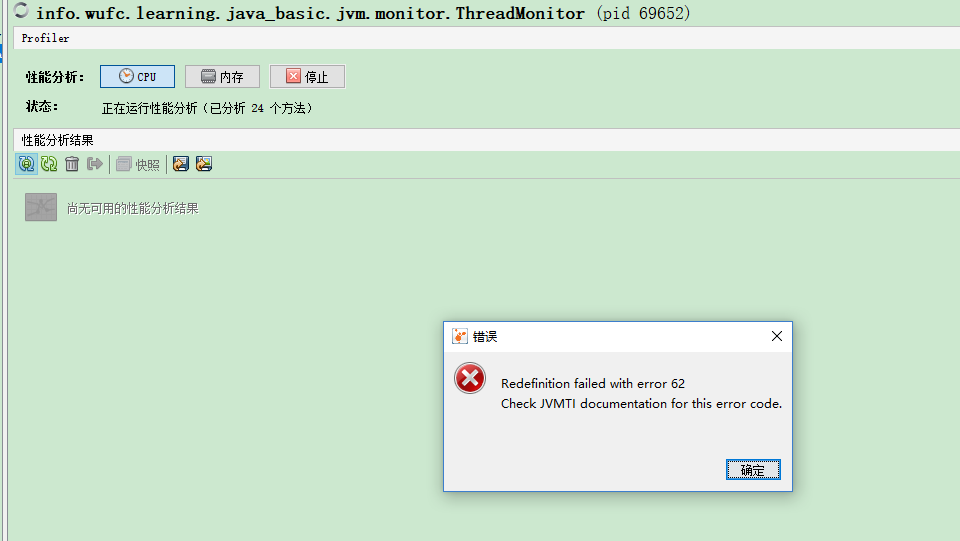 info.wufc.learning.java_basic.jvm.monitor.ThreadMonitor (pid 69652)
Profiler
性能分析: CPU 内存 停止
状态: 正在运行性能分析（已分析 24 个方法）
性能分析结果
快照
尚无可用的性能分析结果
错误
Redefinition failed with error 62
Check JVMTI documentation for this error code.
确定